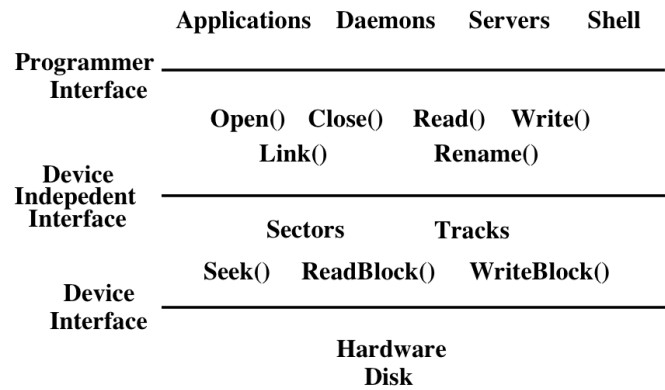 Applications Daemons Servers Shell
Programmer
Interface
Open() Close() Read() Write()
Link() Rename()
Device
Indepedent
Interface
Sectors Tracks
Seek() ReadBlock() WriteBlock()
Device
Interface
Hardware
Disk